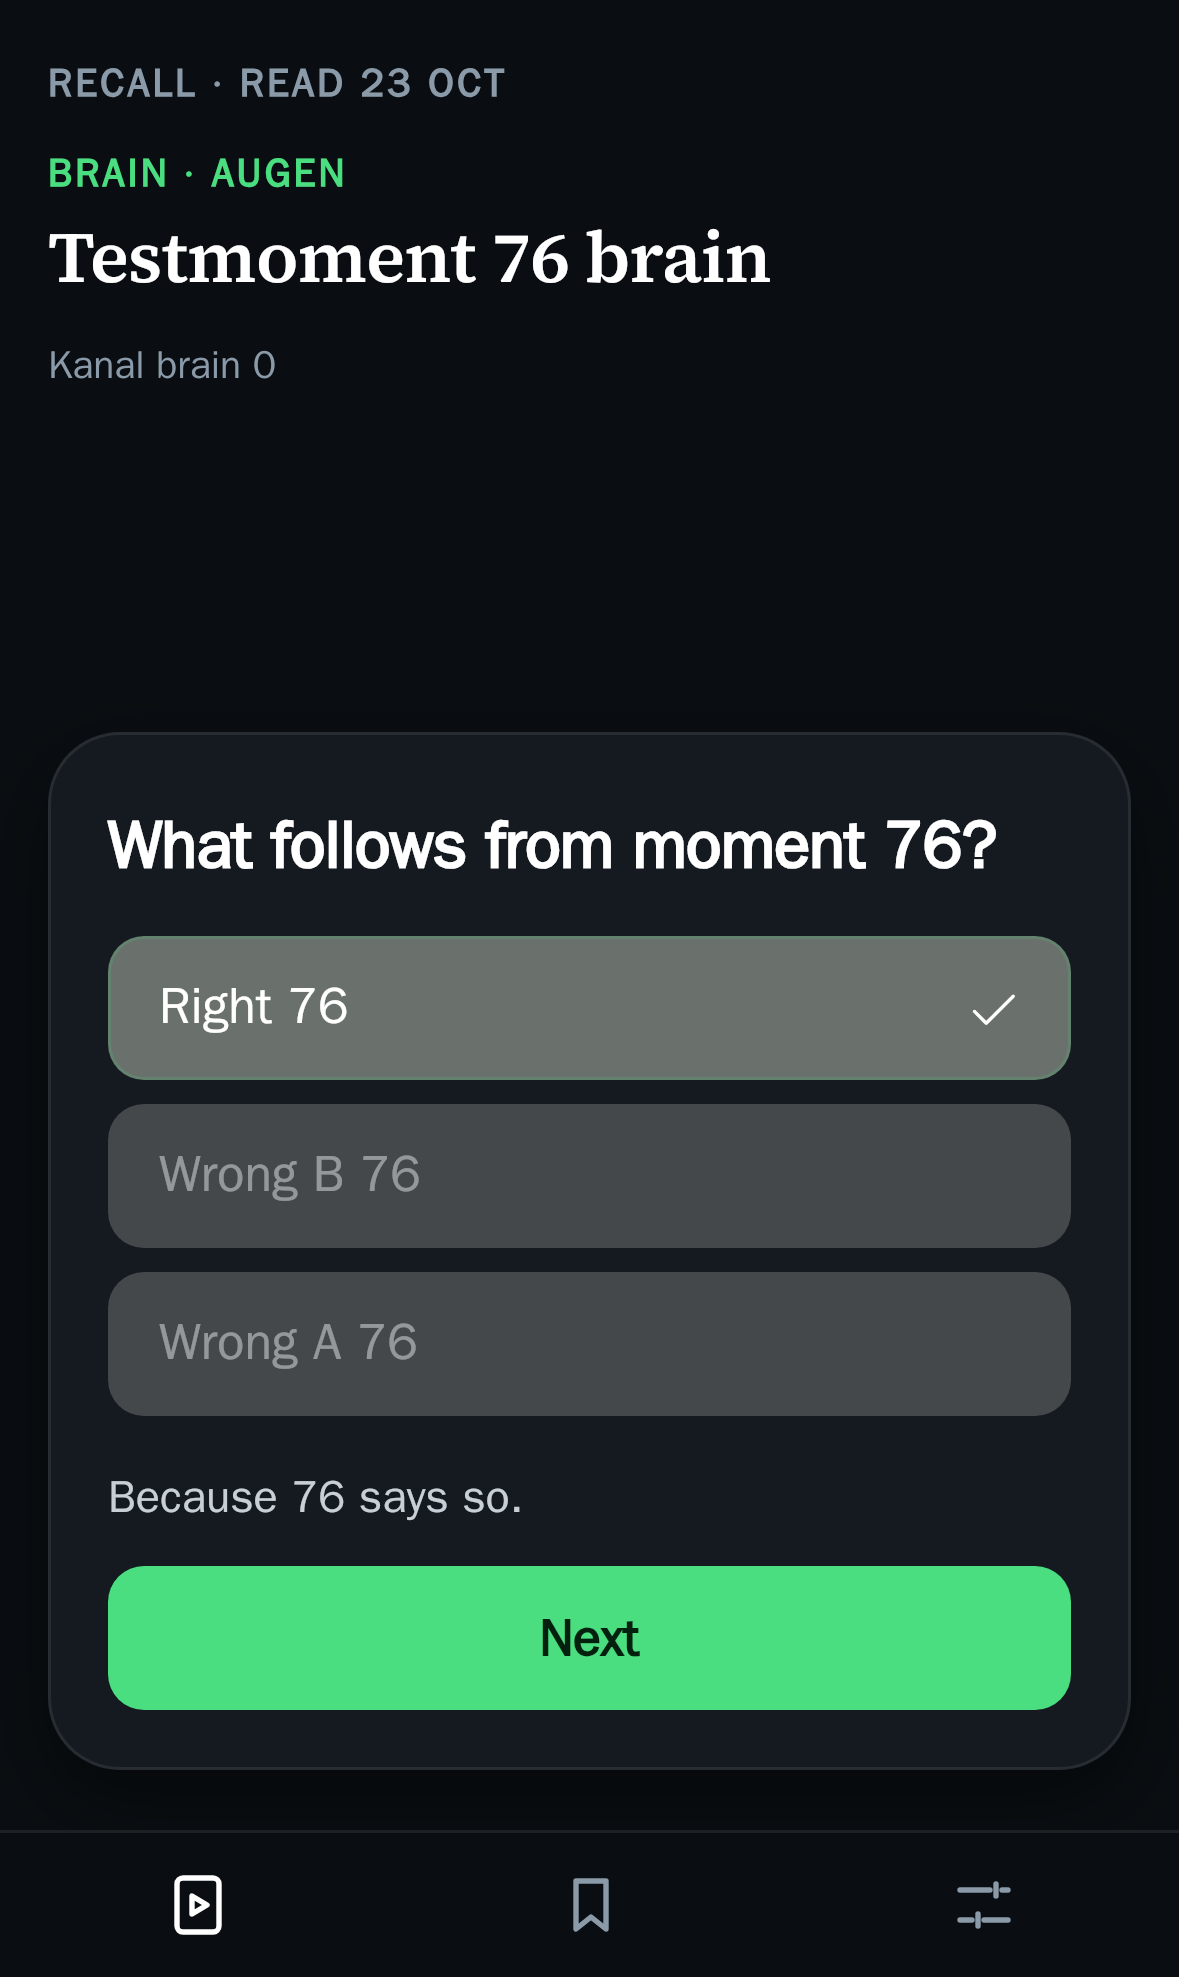 RECALL · READ 23 OCT
BRAIN · AUGEN
Testmoment 76 brain
Kanal brain 0
What follows from moment 76?
Right 76
Wrong B 76
Wrong A 76
Because 76 says so.
Next